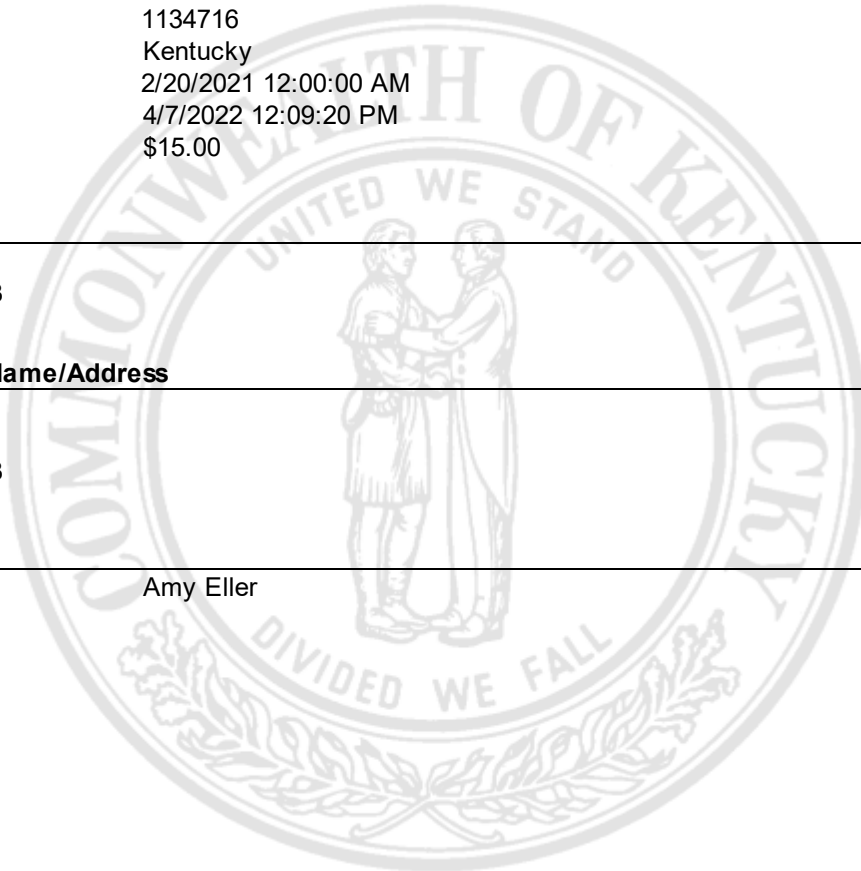 1134716
Kentucky
2/20/2021 12:00:00 AM
4/7/2022 12:09:20 PM
$15.00
COMMONWEALTH OF KENTUCKY
UNITED WE STAND
Name/Address
Amy Eller
DIVIDED WE FALL